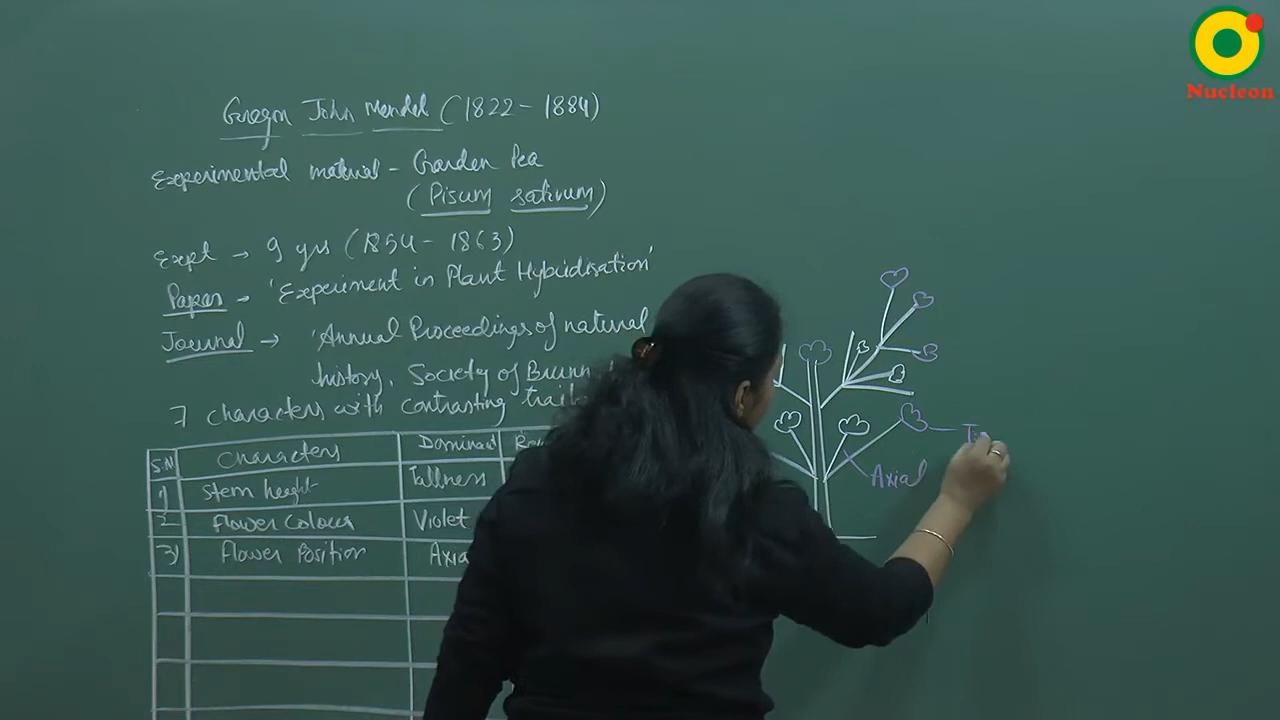 Nucleon
Gregor John Mendel (1822 - 1884)
Experimental material - Garden Pea
(Pisum sativum)
Expt → 9 yrs (1854 - 1863)
Paper → 'Experiment in Plant Hybridisation'
Journal → 'Annual Proceedings of natural
history, Society of Brunn
7 characters with contrasting
S.N Characters Dominant
1) Stem height Tallness
2 Flower Colour Violet
3) Flower Position
Axial